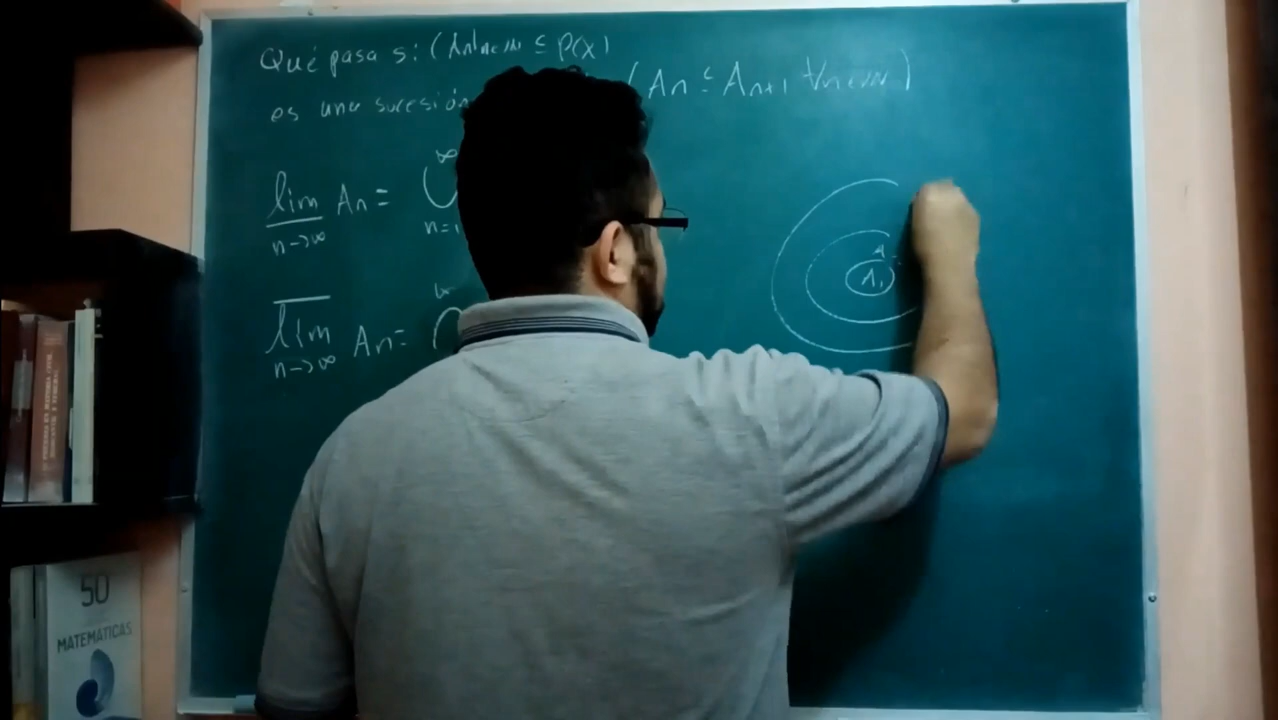 Qué pasa si (An)n∈ℕ ⊆ P(X)
es una sucesión (An ⊆ An+1 ∀n∈ℕ)
lim An = ∞ ∪ n=1
n→∞
lim An =
n→∞
A1
50
MATEMÁTICAS